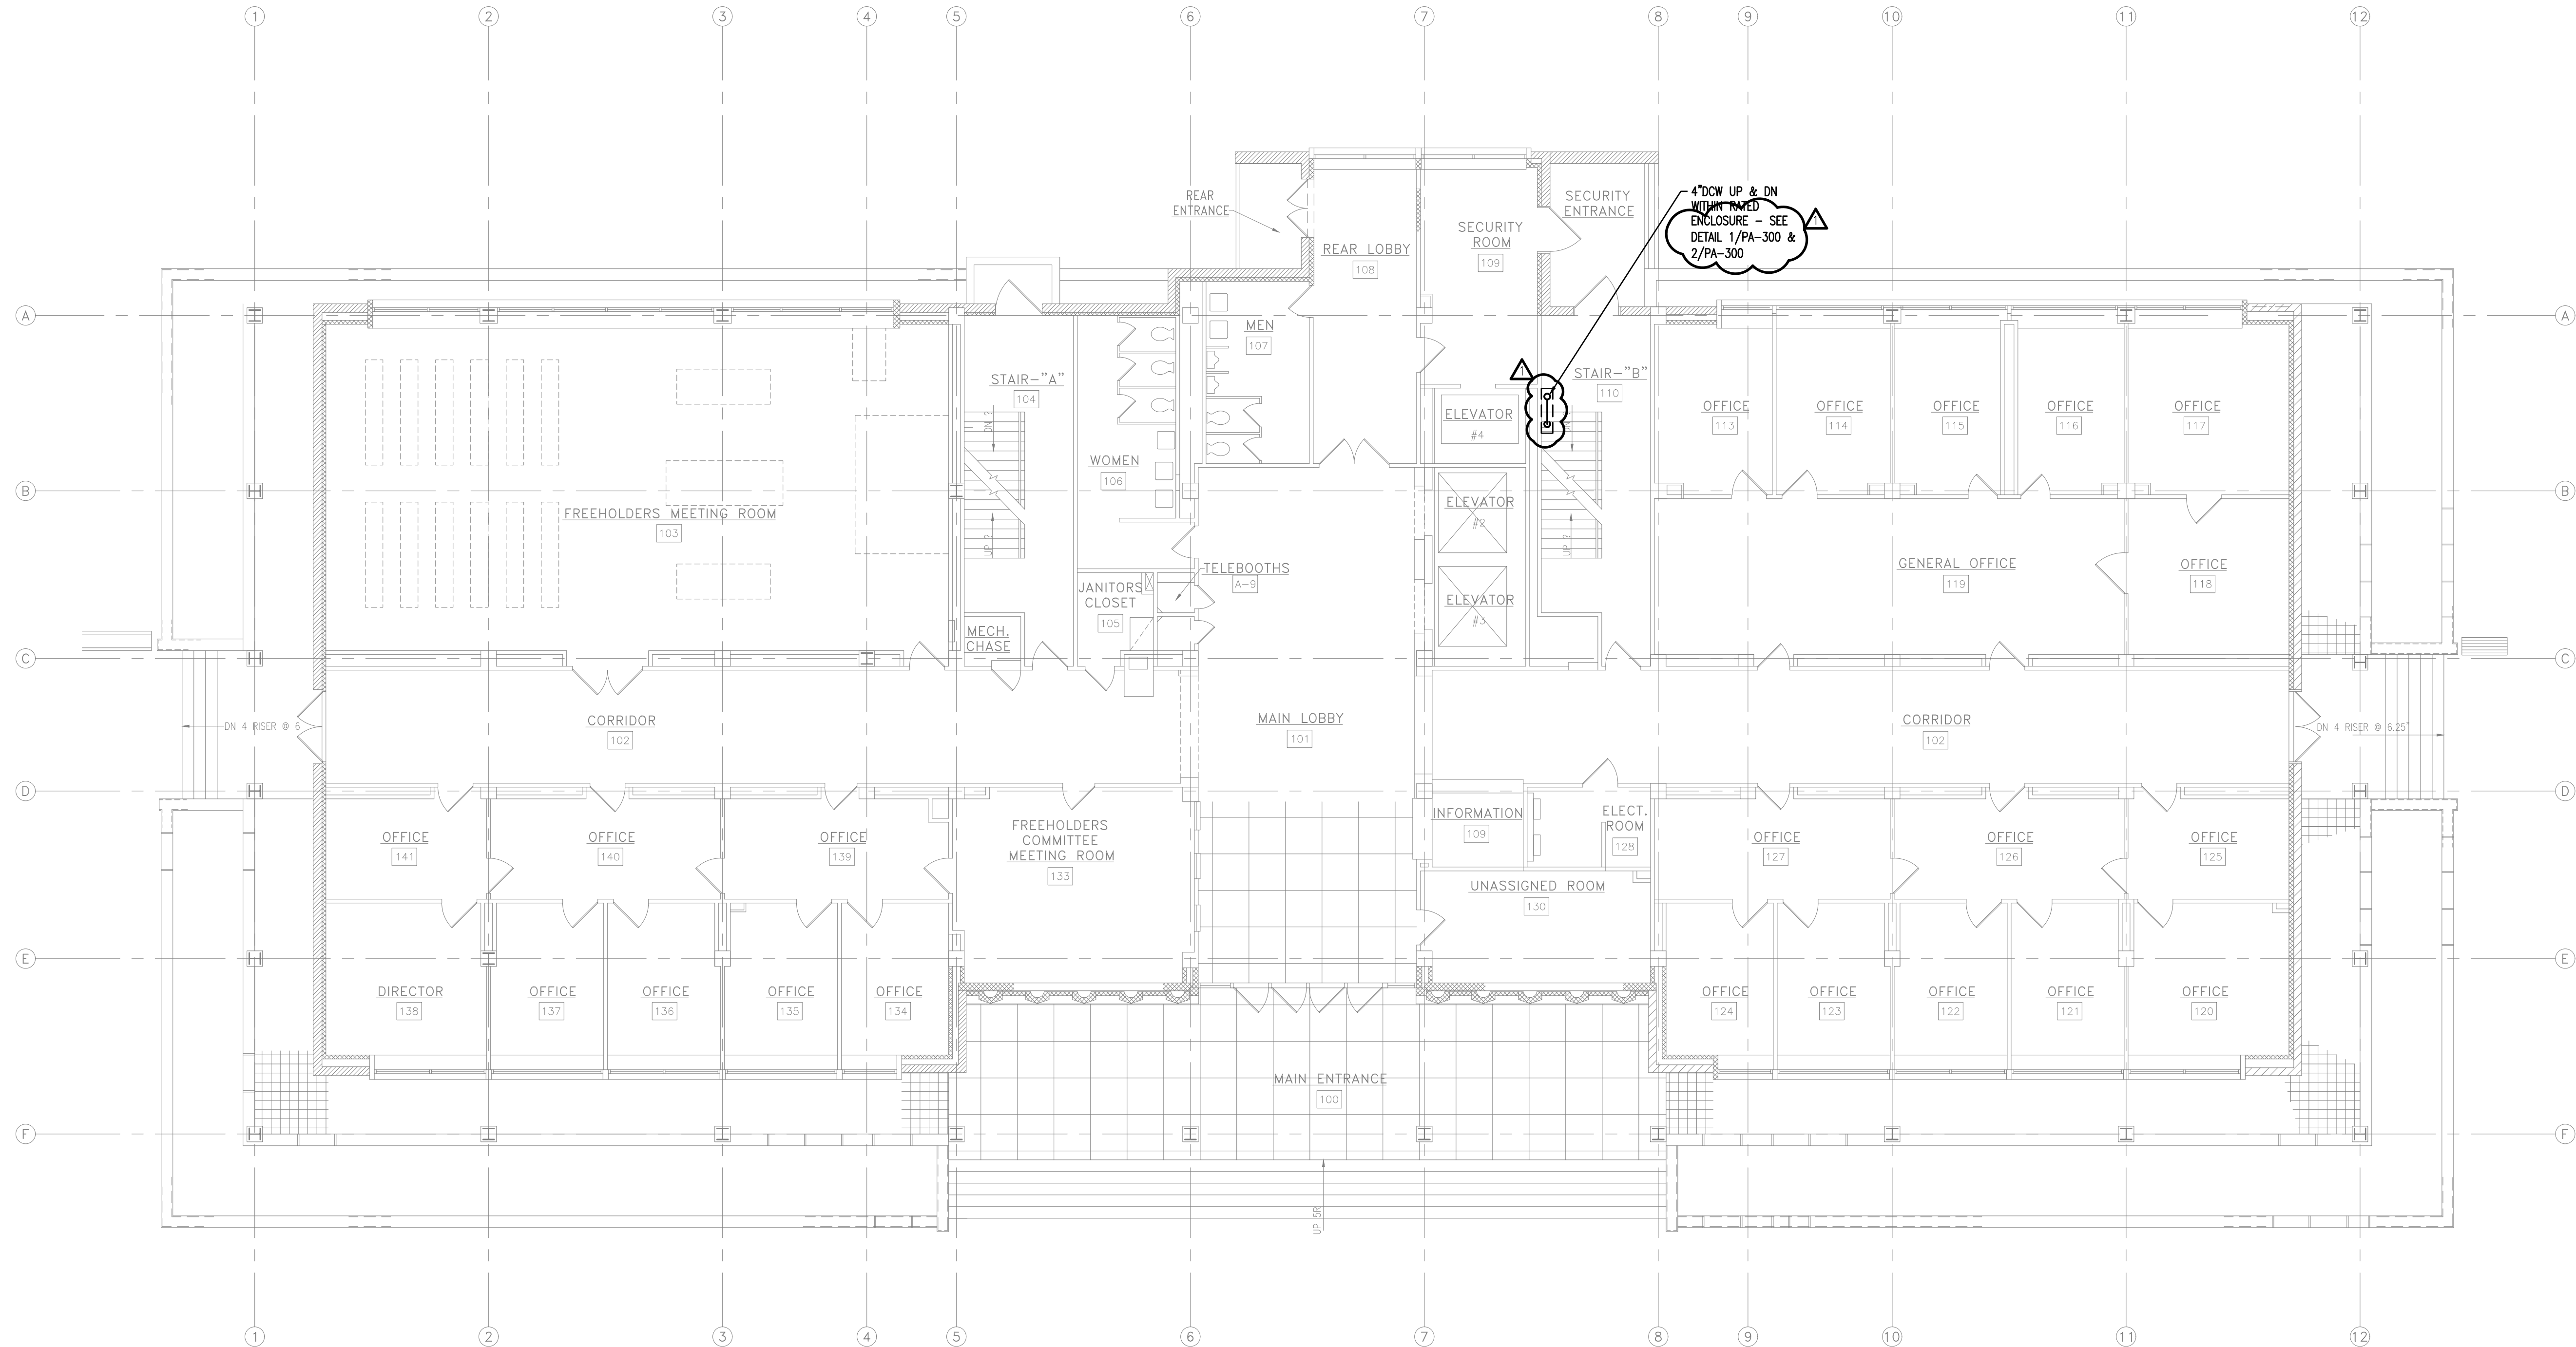 1 2 3 4 5 6 7 8 9 10 11 12
REAR
ENTRANCE
SECURITY
ENTRANCE
4"DCW UP & DN
WITHIN RATED
ENCLOSURE - SEE
DETAIL 1/PA-300 &
2/PA-300
1
SECURITY
ROOM
109
REAR LOBBY
108
A
A
MEN
107
1
STAIR-"A"
104
STAIR-"B"
110
DN ?
DN ?
ELEVATOR
#4
OFFICE
113
OFFICE
114
OFFICE
115
OFFICE
116
OFFICE
117
WOMEN
106
B
B
ELEVATOR
#2
FREEHOLDERS MEETING ROOM
103
UP ?
UP ?
TELEBOOTHS
A-9
GENERAL OFFICE
119
OFFICE
118
JANITORS
CLOSET
105
ELEVATOR
#3
MECH.
CHASE
C
C
DN 4 RISER @ 6
CORRIDOR
102
MAIN LOBBY
101
CORRIDOR
102
DN 4 RISER @ 6.25"
D
D
OFFICE
141
OFFICE
140
OFFICE
139
FREEHOLDERS
COMMITTEE
MEETING ROOM
133
INFORMATION
109
ELECT.
ROOM
128
OFFICE
127
OFFICE
126
OFFICE
125
UNASSIGNED ROOM
130
E
E
DIRECTOR
138
OFFICE
137
OFFICE
136
OFFICE
135
OFFICE
134
OFFICE
124
OFFICE
123
OFFICE
122
OFFICE
121
OFFICE
120
MAIN ENTRANCE
100
F
F
UP 5R
1 2 3 4 5 6 7 8 9 10 11 12